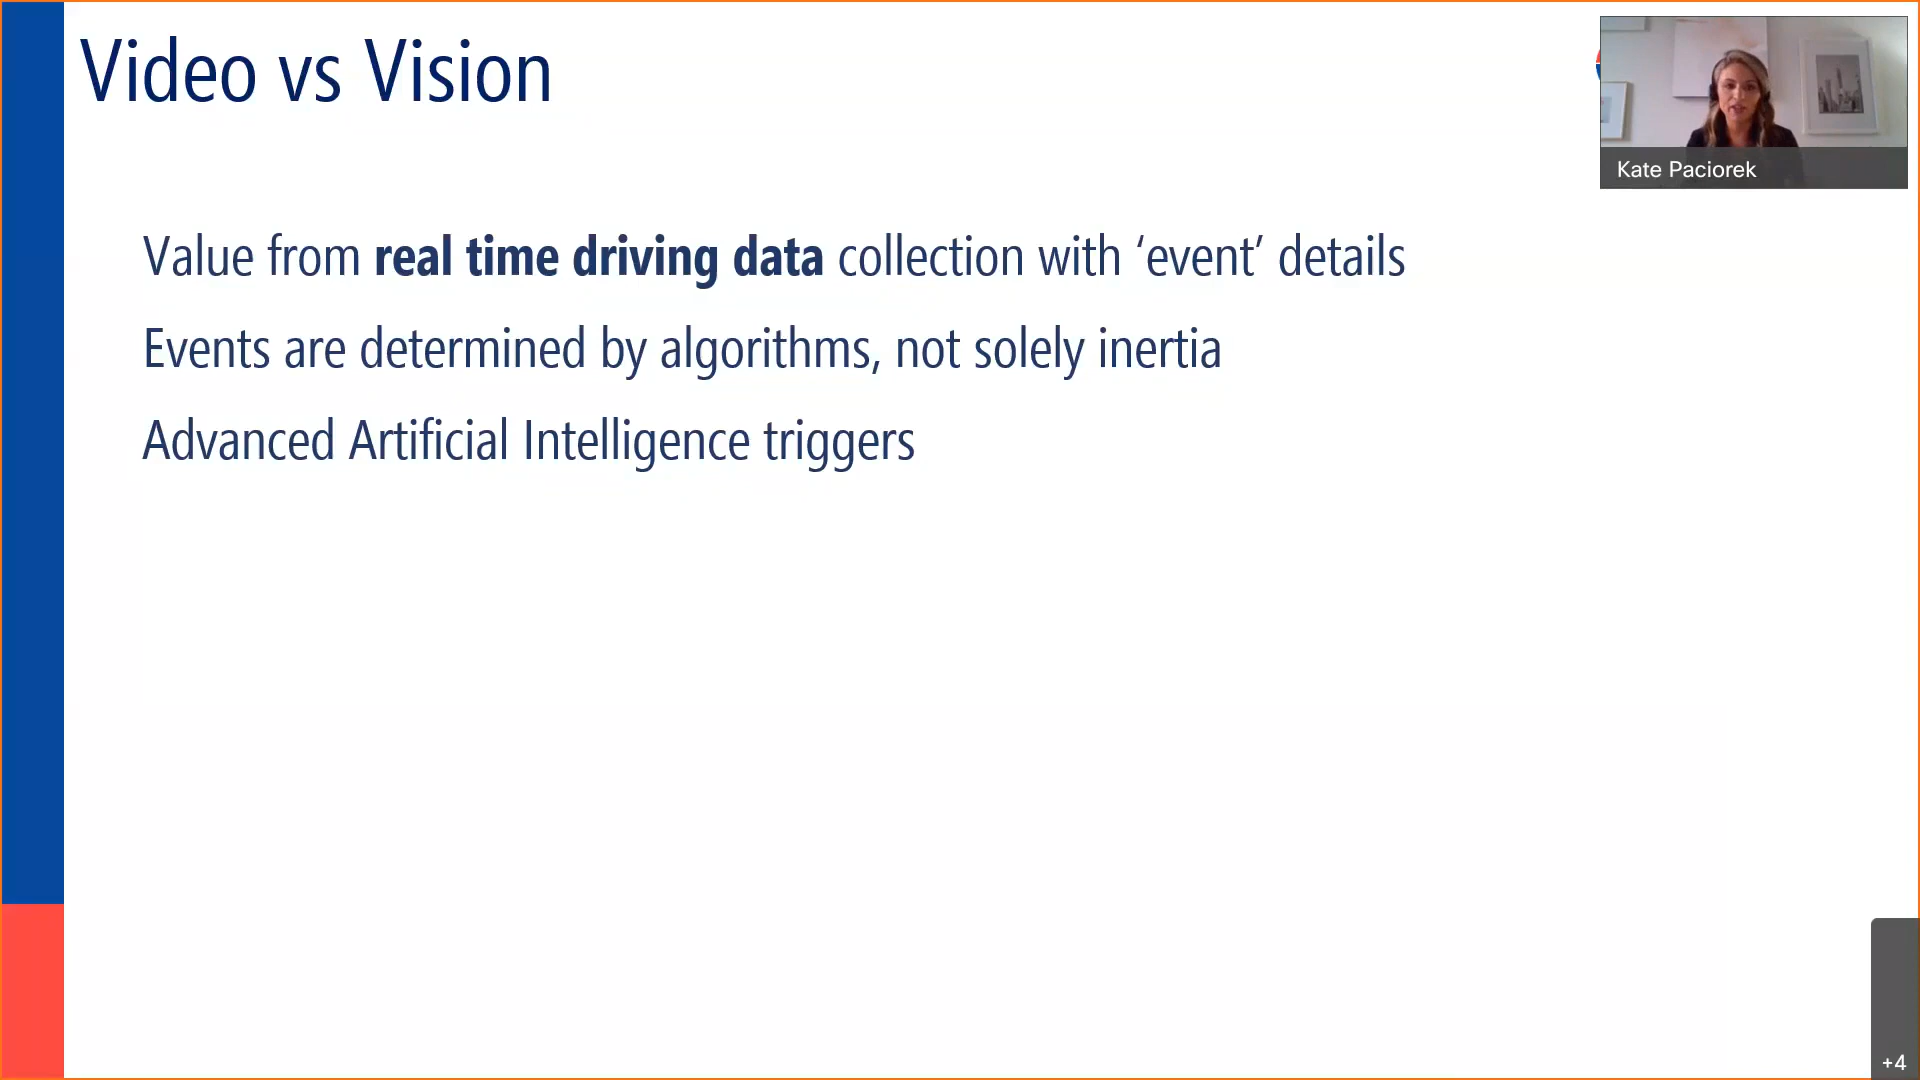 Video vs Vision
Kate Paciorek
Value from real time driving data collection with ‘event’ details
Events are determined by algorithms, not solely inertia
Advanced Artificial Intelligence triggers
+4